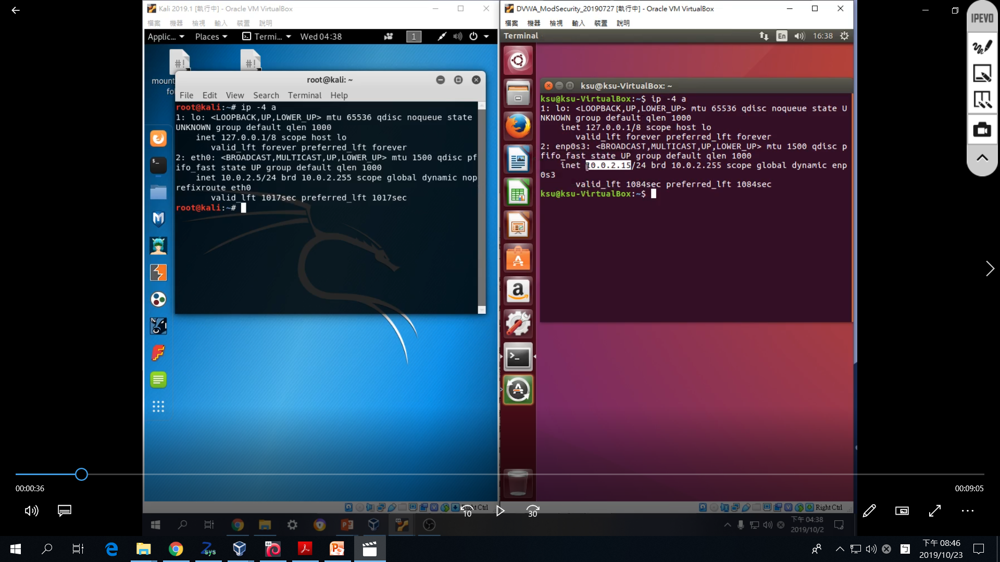 Kali 2019.1 [執行中] - Oracle VM VirtualBox
檔案 機器 檢視 輸入 裝置 說明
Applic... Places Termi... Wed 04:38 1
#! #!
mount
fo
root@kali: ~
File Edit View Search Terminal Help
root@kali:~# ip -4 a
1: lo: <LOOPBACK,UP,LOWER_UP> mtu 65536 qdisc noqueue state
UNKNOWN group default qlen 1000
inet 127.0.0.1/8 scope host lo
valid_lft forever preferred_lft forever
2: eth0: <BROADCAST,MULTICAST,UP,LOWER_UP> mtu 1500 qdisc pf
ifo_fast state UP group default qlen 1000
inet 10.0.2.5/24 brd 10.0.2.255 scope global dynamic nop
refixroute eth0
valid_lft 1017sec preferred_lft 1017sec
root@kali:~#
Right Ctrl
DVWA_ModSecurity_20190727 [執行中] - Oracle VM VirtualBox
檔案 機器 檢視 輸入 裝置 說明
Terminal En 16:38
ksu@ksu-VirtualBox: ~
ksu@ksu-VirtualBox:~$ ip -4 a
1: lo: <LOOPBACK,UP,LOWER_UP> mtu 65536 qdisc noqueue state U
NKNOWN group default qlen 1000
inet 127.0.0.1/8 scope host lo
valid_lft forever preferred_lft forever
2: enp0s3: <BROADCAST,MULTICAST,UP,LOWER_UP> mtu 1500 qdisc p
fifo_fast state UP group default qlen 1000
inet 10.0.2.15/24 brd 10.0.2.255 scope global dynamic enp
0s3
valid_lft 1084sec preferred_lft 1084sec
ksu@ksu-VirtualBox:~$
Right Ctrl
IPEVO
00:00:36
00:09:05
10
30
下午 04:38
2019/10/2
Zsys
64
下午 08:46
2019/10/23